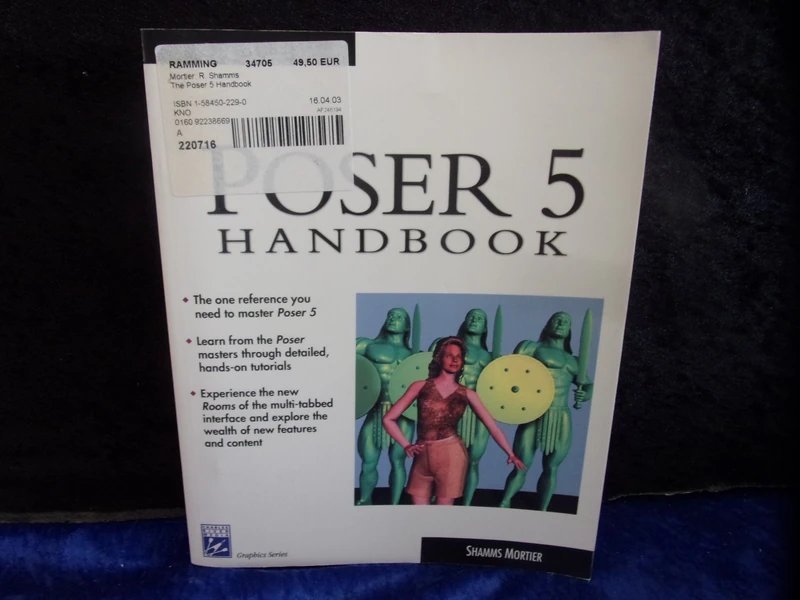 RAMMING 34705 49,50 EUR
Mortier, R. Shamms
The Poser 5 Handbook
ISBN 1-58450-229-0 16.04.03
KNO
0160 92238669
A
220716
POSER 5
HANDBOOK
The one reference you
need to master Poser 5
Learn from the Poser
masters through detailed,
hands-on tutorials
Experience the new
Rooms of the multi-tabbed
interface and explore the
wealth of new features
and content
CHARLES
RIVER
MEDIA
Graphics Series
SHAMMS MORTIER